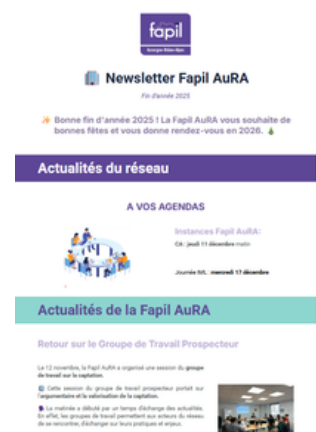 fapil
Auvergne-Rhône-Alpes
Newsletter Fapil AuRA
Fin d'année 2025
✨ Bonne fin d'année 2025 ! La Fapil AuRA vous souhaite de
bonnes fêtes et vous donne rendez-vous en 2026. 🎄
Actualités du réseau
A VOS AGENDAS
Instances Fapil AuRA:
CA : jeudi 11 décembre matin
Journée IML : mercredi 17 décembre
Actualités de la Fapil AuRA
Retour sur le Groupe de Travail Prospecteur
Le 12 novembre, la Fapil AuRA a organisé une session du groupe
de travail sur la captation.
Cette session du groupe de travail prospecteur portait sur
l'argumentaire et la valorisation de la captation.
La matinée a débuté par un temps d'échange des actualités.
En effet, les groupes de travail permettent aux acteurs du réseau
de se rencontrer, d'échanger sur leurs pratiques et enjeux.